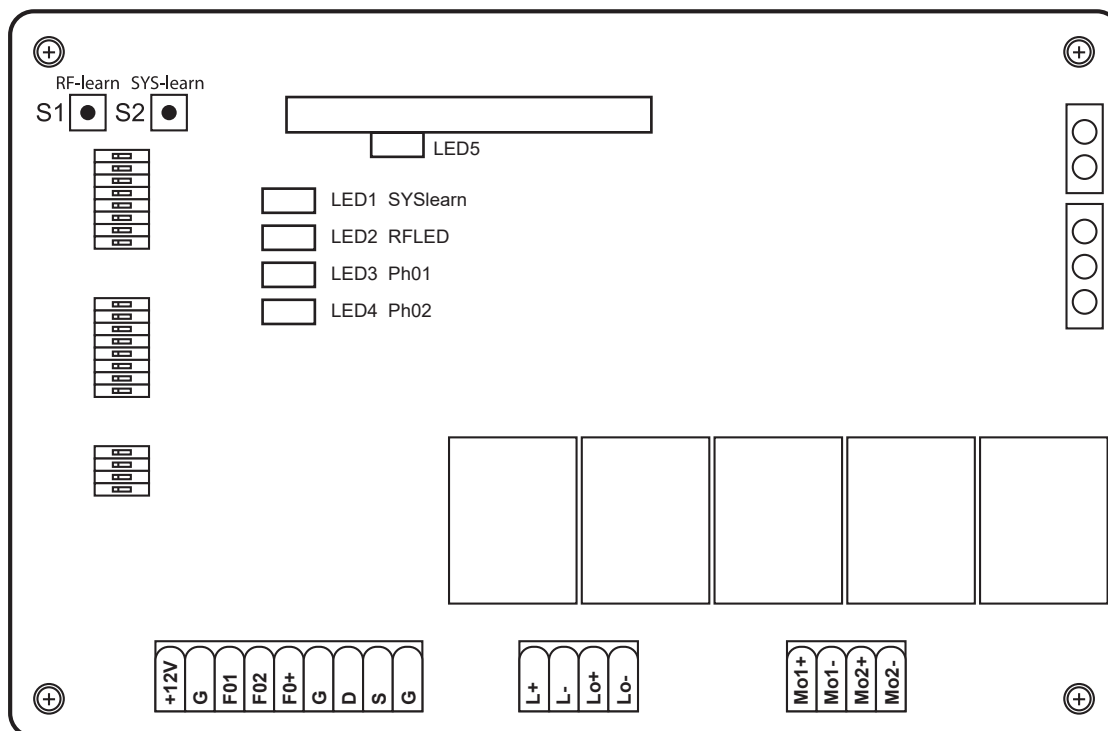 RF-learn SYS-learn
S1 S2
LED5
LED1 SYSlearn
LED2 RFLED
LED3 Ph01
LED4 Ph02
+12V G F01 F02 F0+ G D S G
L+ L- Lo+ Lo-
Mo1+ Mo1- Mo2+ Mo2-